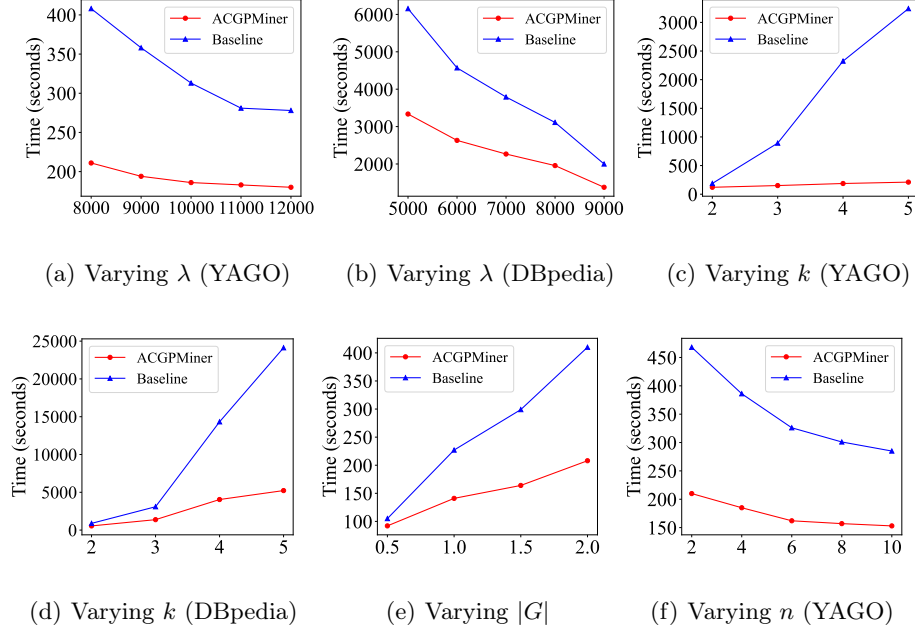 ACGPMiner
Baseline
Time (seconds)
400
350
300
250
200
8000 9000 10000 11000 12000
(a) Varying λ (YAGO)
ACGPMiner
Baseline
Time (seconds)
6000
5000
4000
3000
2000
5000 6000 7000 8000 9000
(b) Varying λ (DBpedia)
ACGPMiner
Baseline
Time (seconds)
3000
2500
2000
1500
1000
500
0
2 3 4 5
(c) Varying k (YAGO)
ACGPMiner
Baseline
Time (seconds)
25000
20000
15000
10000
5000
0
2 3 4 5
(d) Varying k (DBpedia)
ACGPMiner
Baseline
Time (seconds)
400
350
300
250
200
150
100
0.5 1.0 1.5 2.0
(e) Varying |G|
ACGPMiner
Baseline
Time (seconds)
450
400
350
300
250
200
150
2 4 6 8 10
(f) Varying n (YAGO)